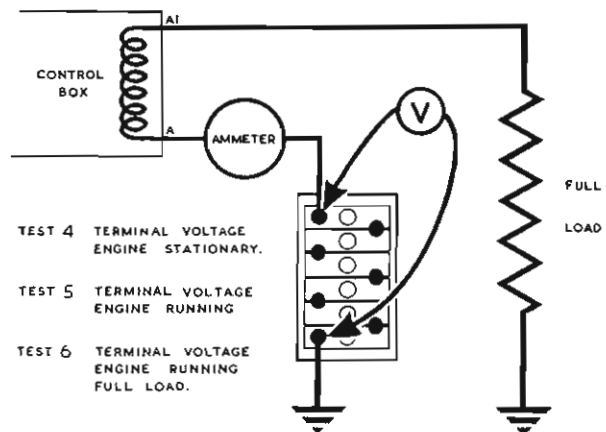 A1
CONTROL
BOX
A
AMMETER
V
FULL
LOAD
TEST 4 TERMINAL VOLTAGE
ENGINE STATIONARY.
TEST 5 TERMINAL VOLTAGE
ENGINE RUNNING
TEST 6 TERMINAL VOLTAGE
ENGINE RUNNING
FULL LOAD.